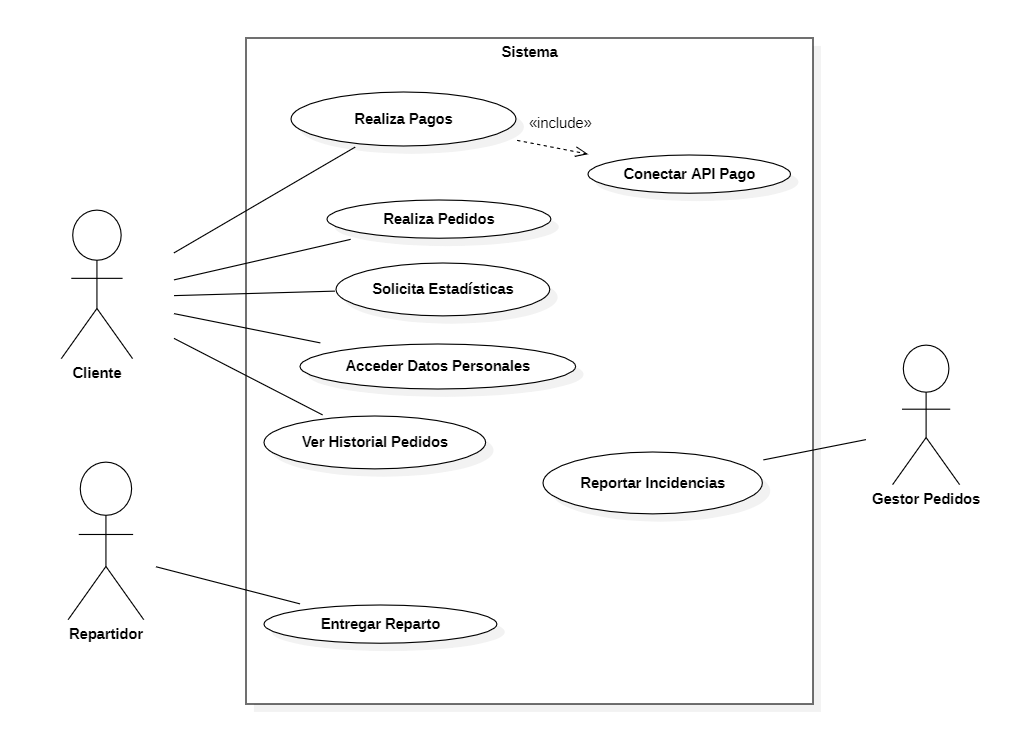 Sistema
Realiza Pagos
«include»
Conectar API Pago
Realiza Pedidos
Solicita Estadísticas
Acceder Datos Personales
Cliente
Ver Historial Pedidos
Reportar Incidencias
Gestor Pedidos
Entregar Reparto
Repartidor